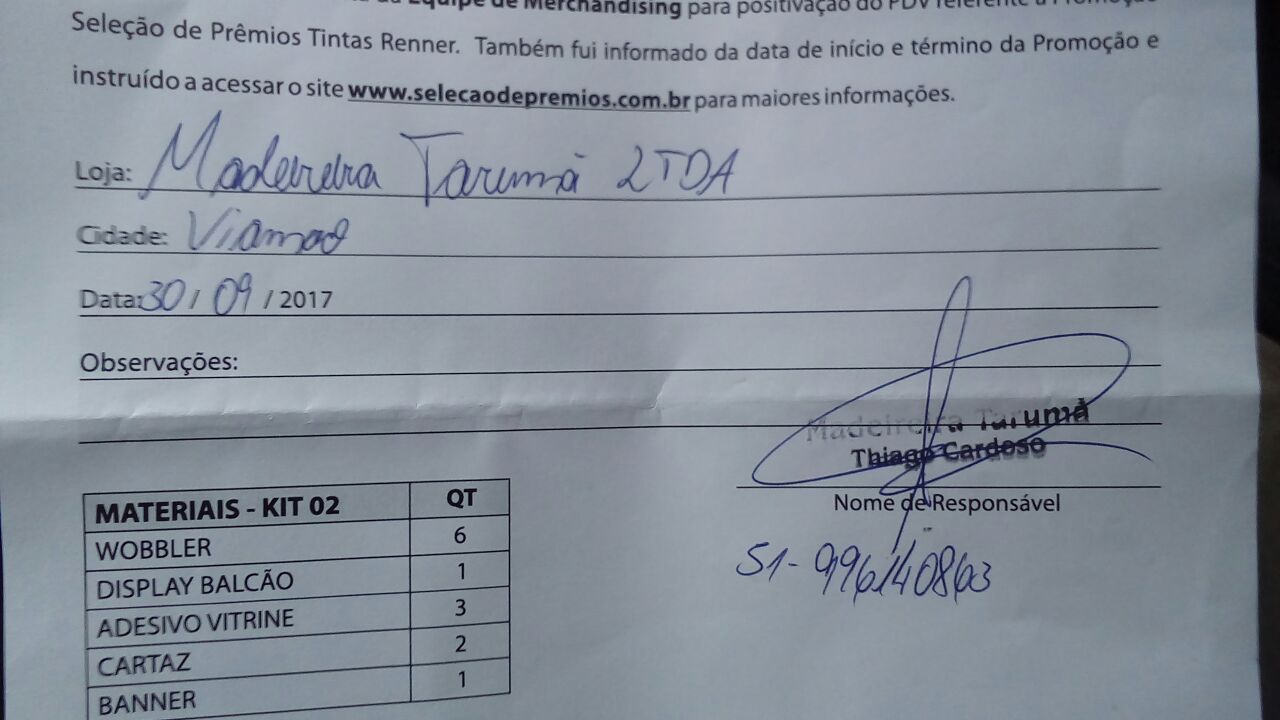 da Equipe de Merchandising para positivação do PDV referente a Promoção
Seleção de Prêmios Tintas Renner. Também fui informado da data de início e término da Promoção e
instruído a acessar o site www.selecaodepremios.com.br para maiores informações.
Loja: Madeireira Tarumã LTDA
Cidade: Viamao
Data: 30 / 09 / 2017
Observações:
Madeireira Tarumã
Thiago Cardoso
Nome de Responsável
51-996140863
MATERIAIS - KIT 02 QT
WOBBLER 6
DISPLAY BALCÃO 1
ADESIVO VITRINE 3
CARTAZ 2
BANNER 1